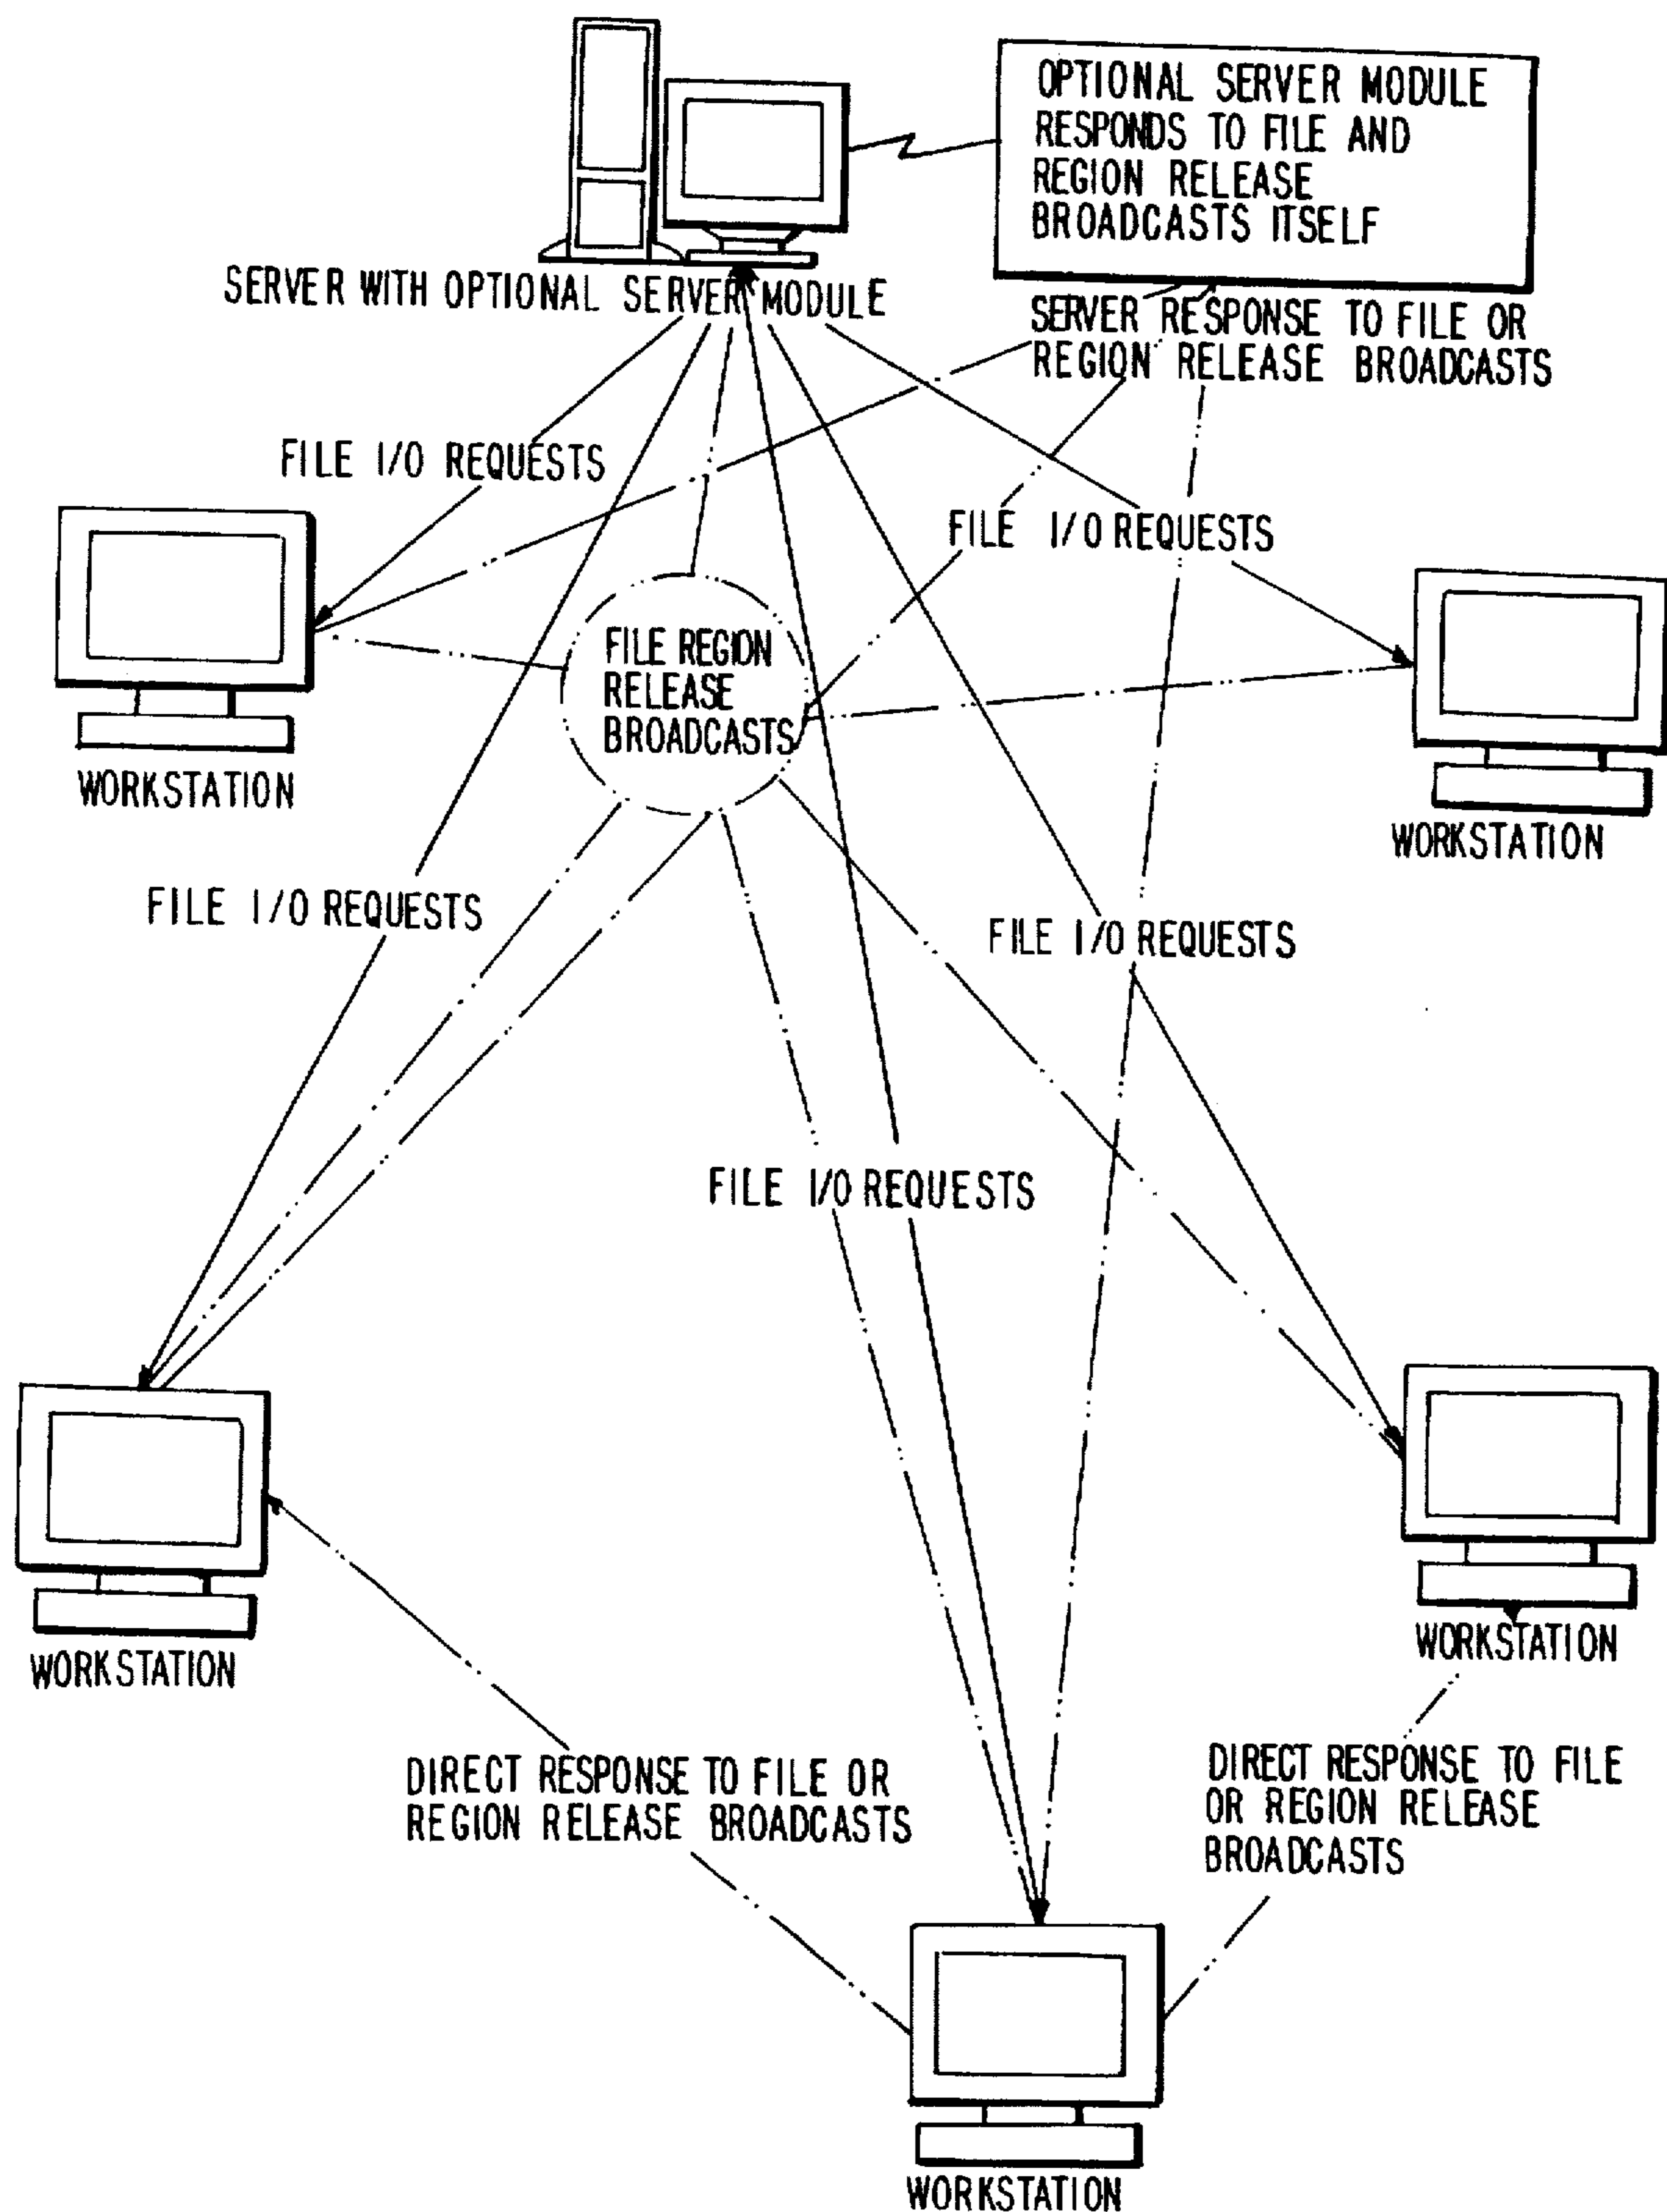 OPTIONAL SERVER MODULE
RESPONDS TO FILE AND
REGION RELEASE
BROADCASTS ITSELF
SERVER WITH OPTIONAL SERVER MODULE
SERVER RESPONSE TO FILE OR
REGION RELEASE BROADCASTS
FILE I/O REQUESTS
FILE I/O REQUESTS
FILE REGION
RELEASE
BROADCASTS
WORKSTATION
WORKSTATION
FILE I/O REQUESTS
FILE I/O REQUESTS
FILE I/O REQUESTS
WORKSTATION
WORKSTATION
DIRECT RESPONSE TO FILE OR
REGION RELEASE BROADCASTS
DIRECT RESPONSE TO FILE
OR REGION RELEASE
BROADCASTS
WORKSTATION